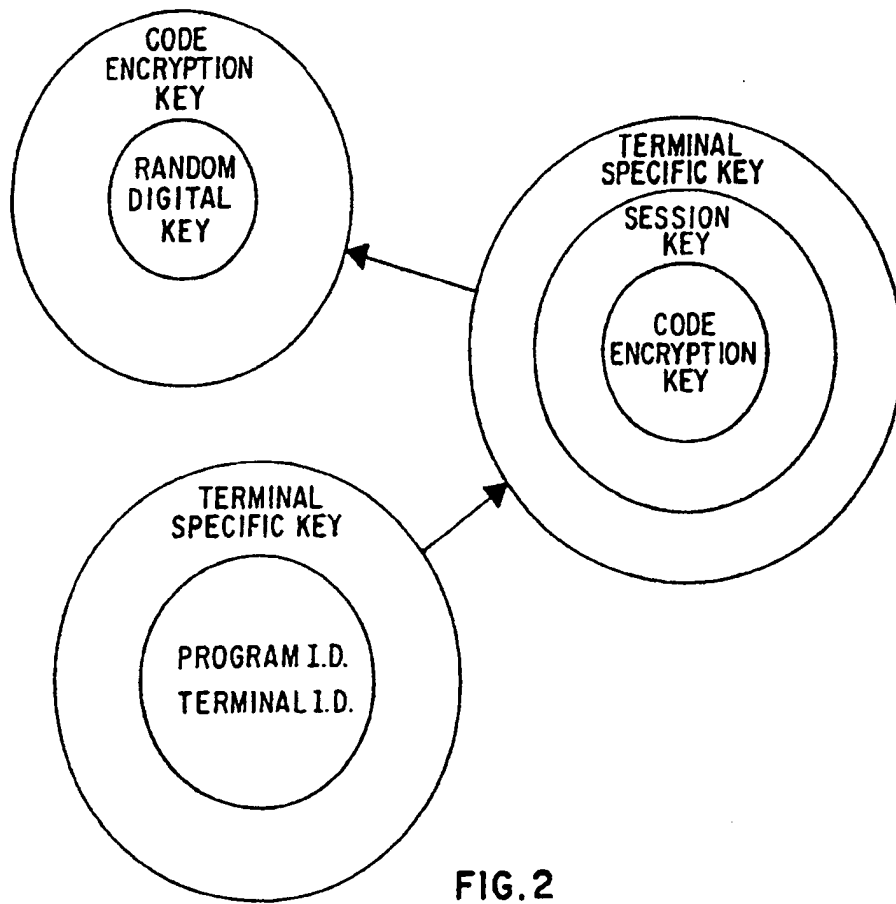 CODE
ENCRYPTION
KEY
RANDOM
DIGITAL
KEY
TERMINAL
SPECIFIC KEY
SESSION
KEY
CODE
ENCRYPTION
KEY
TERMINAL
SPECIFIC KEY
PROGRAM I.D.
TERMINAL I.D.
FIG. 2